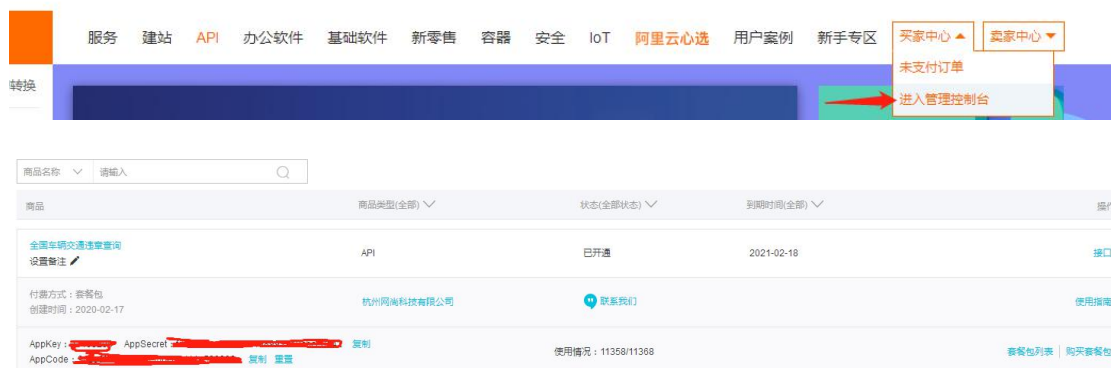 服务 建站 API 办公软件 基础软件 新零售 容器 安全 IoT 阿里云心选 用户案例 新手专区 买家中心 卖家中心
未支付订单
转换
进入管理控制台
商品名称 请输入
商品 商品类型(全部) 状态(全部状态) 到期时间(全部) 操作
全国车辆交通违章查询 API 已开通 2021-02-18 接口
设置备注
付费方式：套餐包 杭州网尚科技有限公司 联系我们 使用指南
创建时间：2020-02-17
AppKey： AppSecret 复制 使用情况：11358/11368 套餐包列表 购买套餐包
AppCode： 复制 重置